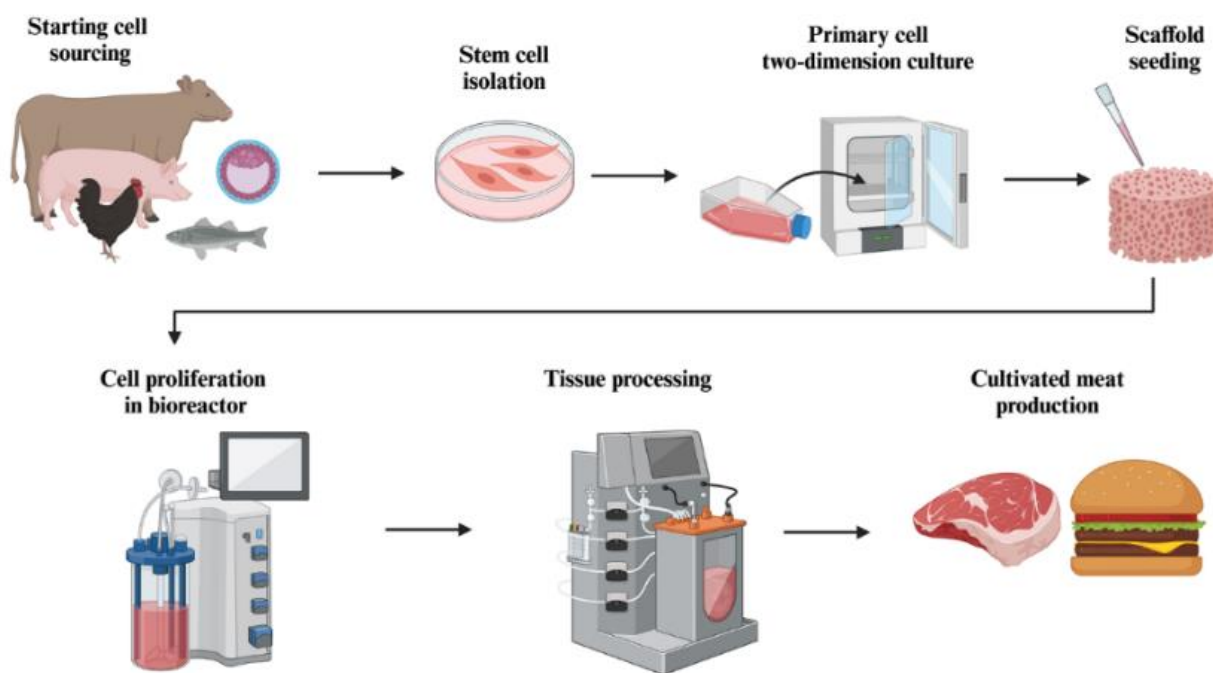 Starting cell
sourcing
Stem cell
isolation
Primary cell
two-dimension culture
Scaffold
seeding
Cell proliferation
in bioreactor
Tissue processing
Cultivated meat
production